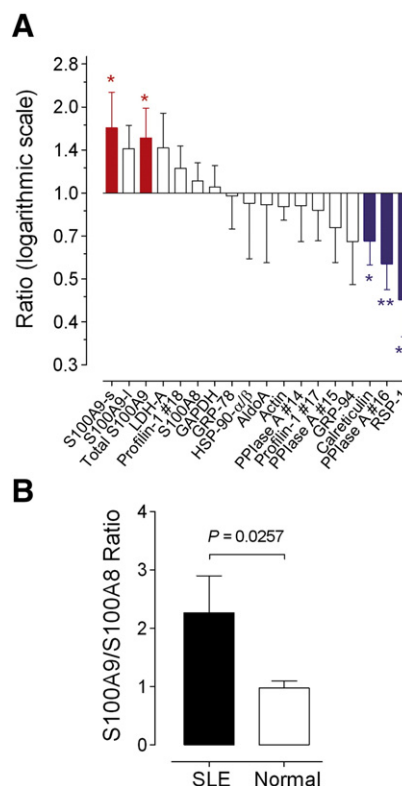 A
Ratio (logarithmic scale)
2.8
2.0
1.4
1.0
0.7
0.5
0.4
0.3
*
*
*
**
*
S100A9-s
S100A9-l
Total S100A9
LDH-A
Profilin-1 #18
S100A8
GAPDH
GRP-78
HSP-90-α/β
AldoA
Actin
PPIase A #14
Profilin-1 #17
PPIase A #15
GRP-94
Calreticulin
PPIase A #16
RSP-1
B
S100A9/S100A8 Ratio
4
3
2
1
0
P = 0.0257
SLE
Normal